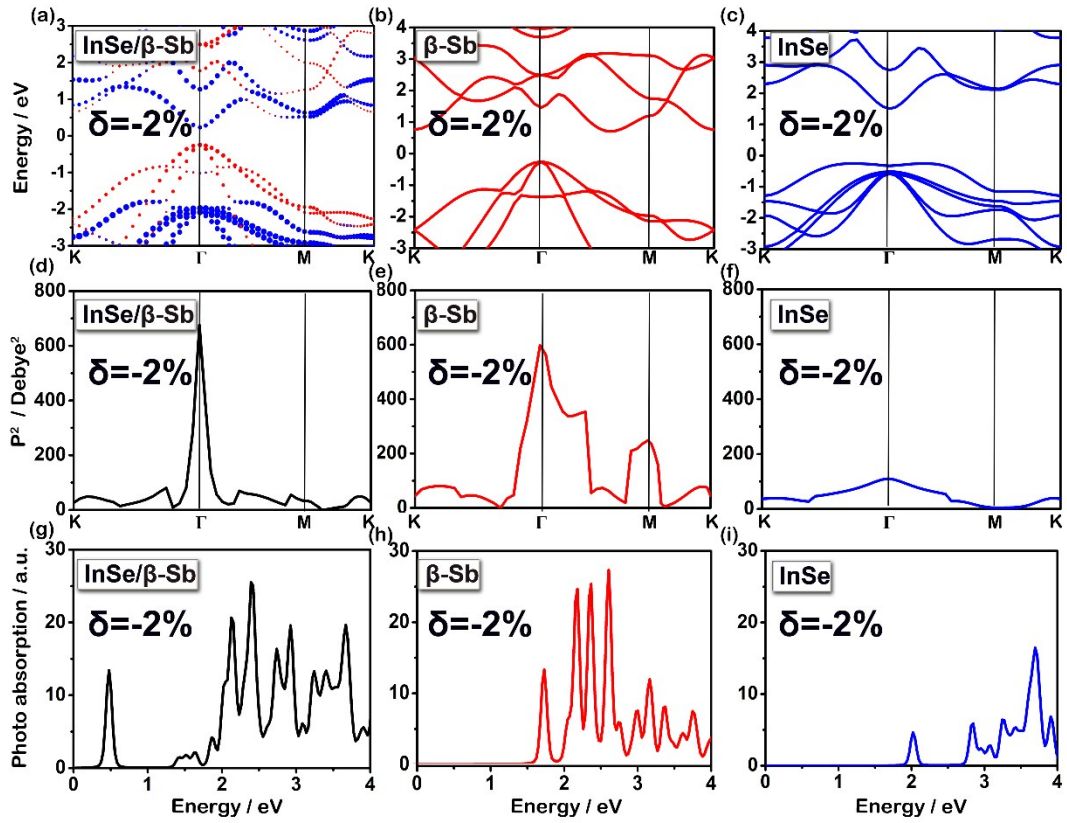 (a) (b) (c)
InSe/β-Sb β-Sb InSe
δ=-2% δ=-2% δ=-2%
Energy / eV
3 2 1 0 -1 -2 -3
4 3 2 1 0 -1 -2 -3
4 3 2 1 0 -1 -2 -3
K Γ M K K Γ M K K Γ M K
(d) (e) (f)
InSe/β-Sb β-Sb InSe
δ=-2% δ=-2% δ=-2%
P² / Debye²
800 600 400 200 0
800 600 400 200 0
800 600 400 200 0
K Γ M K K Γ M K K Γ M K
(g) (h) (i)
InSe/β-Sb β-Sb InSe
δ=-2% δ=-2% δ=-2%
Photo absorption / a.u.
30 20 10 0
30 20 10 0
30 20 10 0
0 1 2 3 4 0 1 2 3 4 0 1 2 3 4
Energy / eV Energy / eV Energy / eV